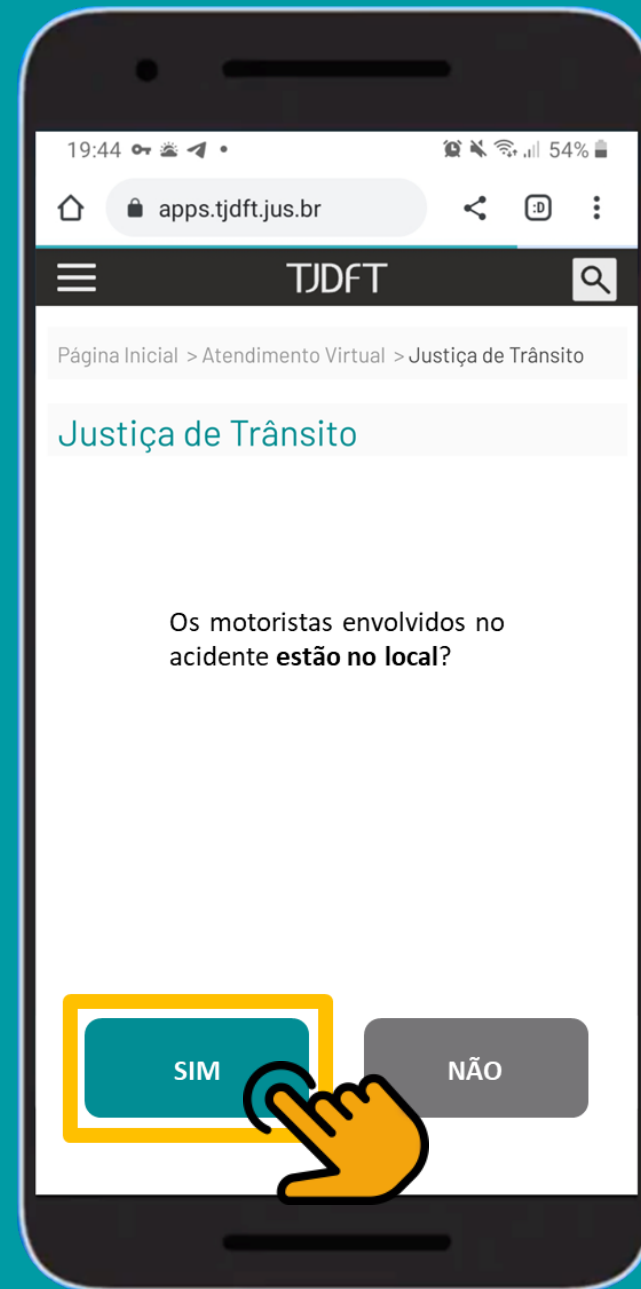 19:44
54%
apps.tjdft.jus.br
:D
TJDFT
Página Inicial > Atendimento Virtual > Justiça de Trânsito
Justiça de Trânsito
Os motoristas envolvidos no
acidente estão no local?
SIM
NÃO